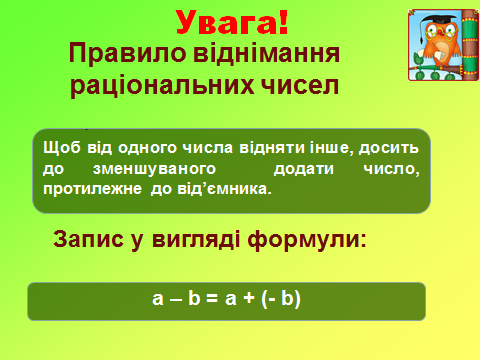 Увага!
Правило віднімання
раціональних чисел
Щоб від одного числа відняти інше, досить
до зменшуваного додати число,
протилежне до від’ємника.
Запис у вигляді формули:
a – b = a + (- b)